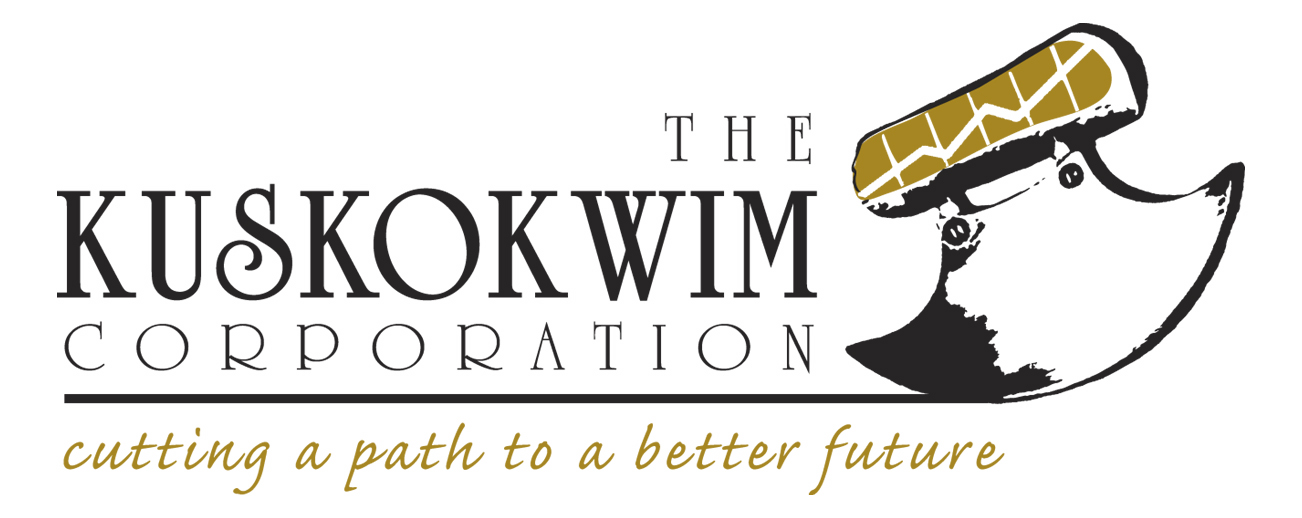 THE
KUSKOKWIM
CORPORATION
cutting a path to a better future